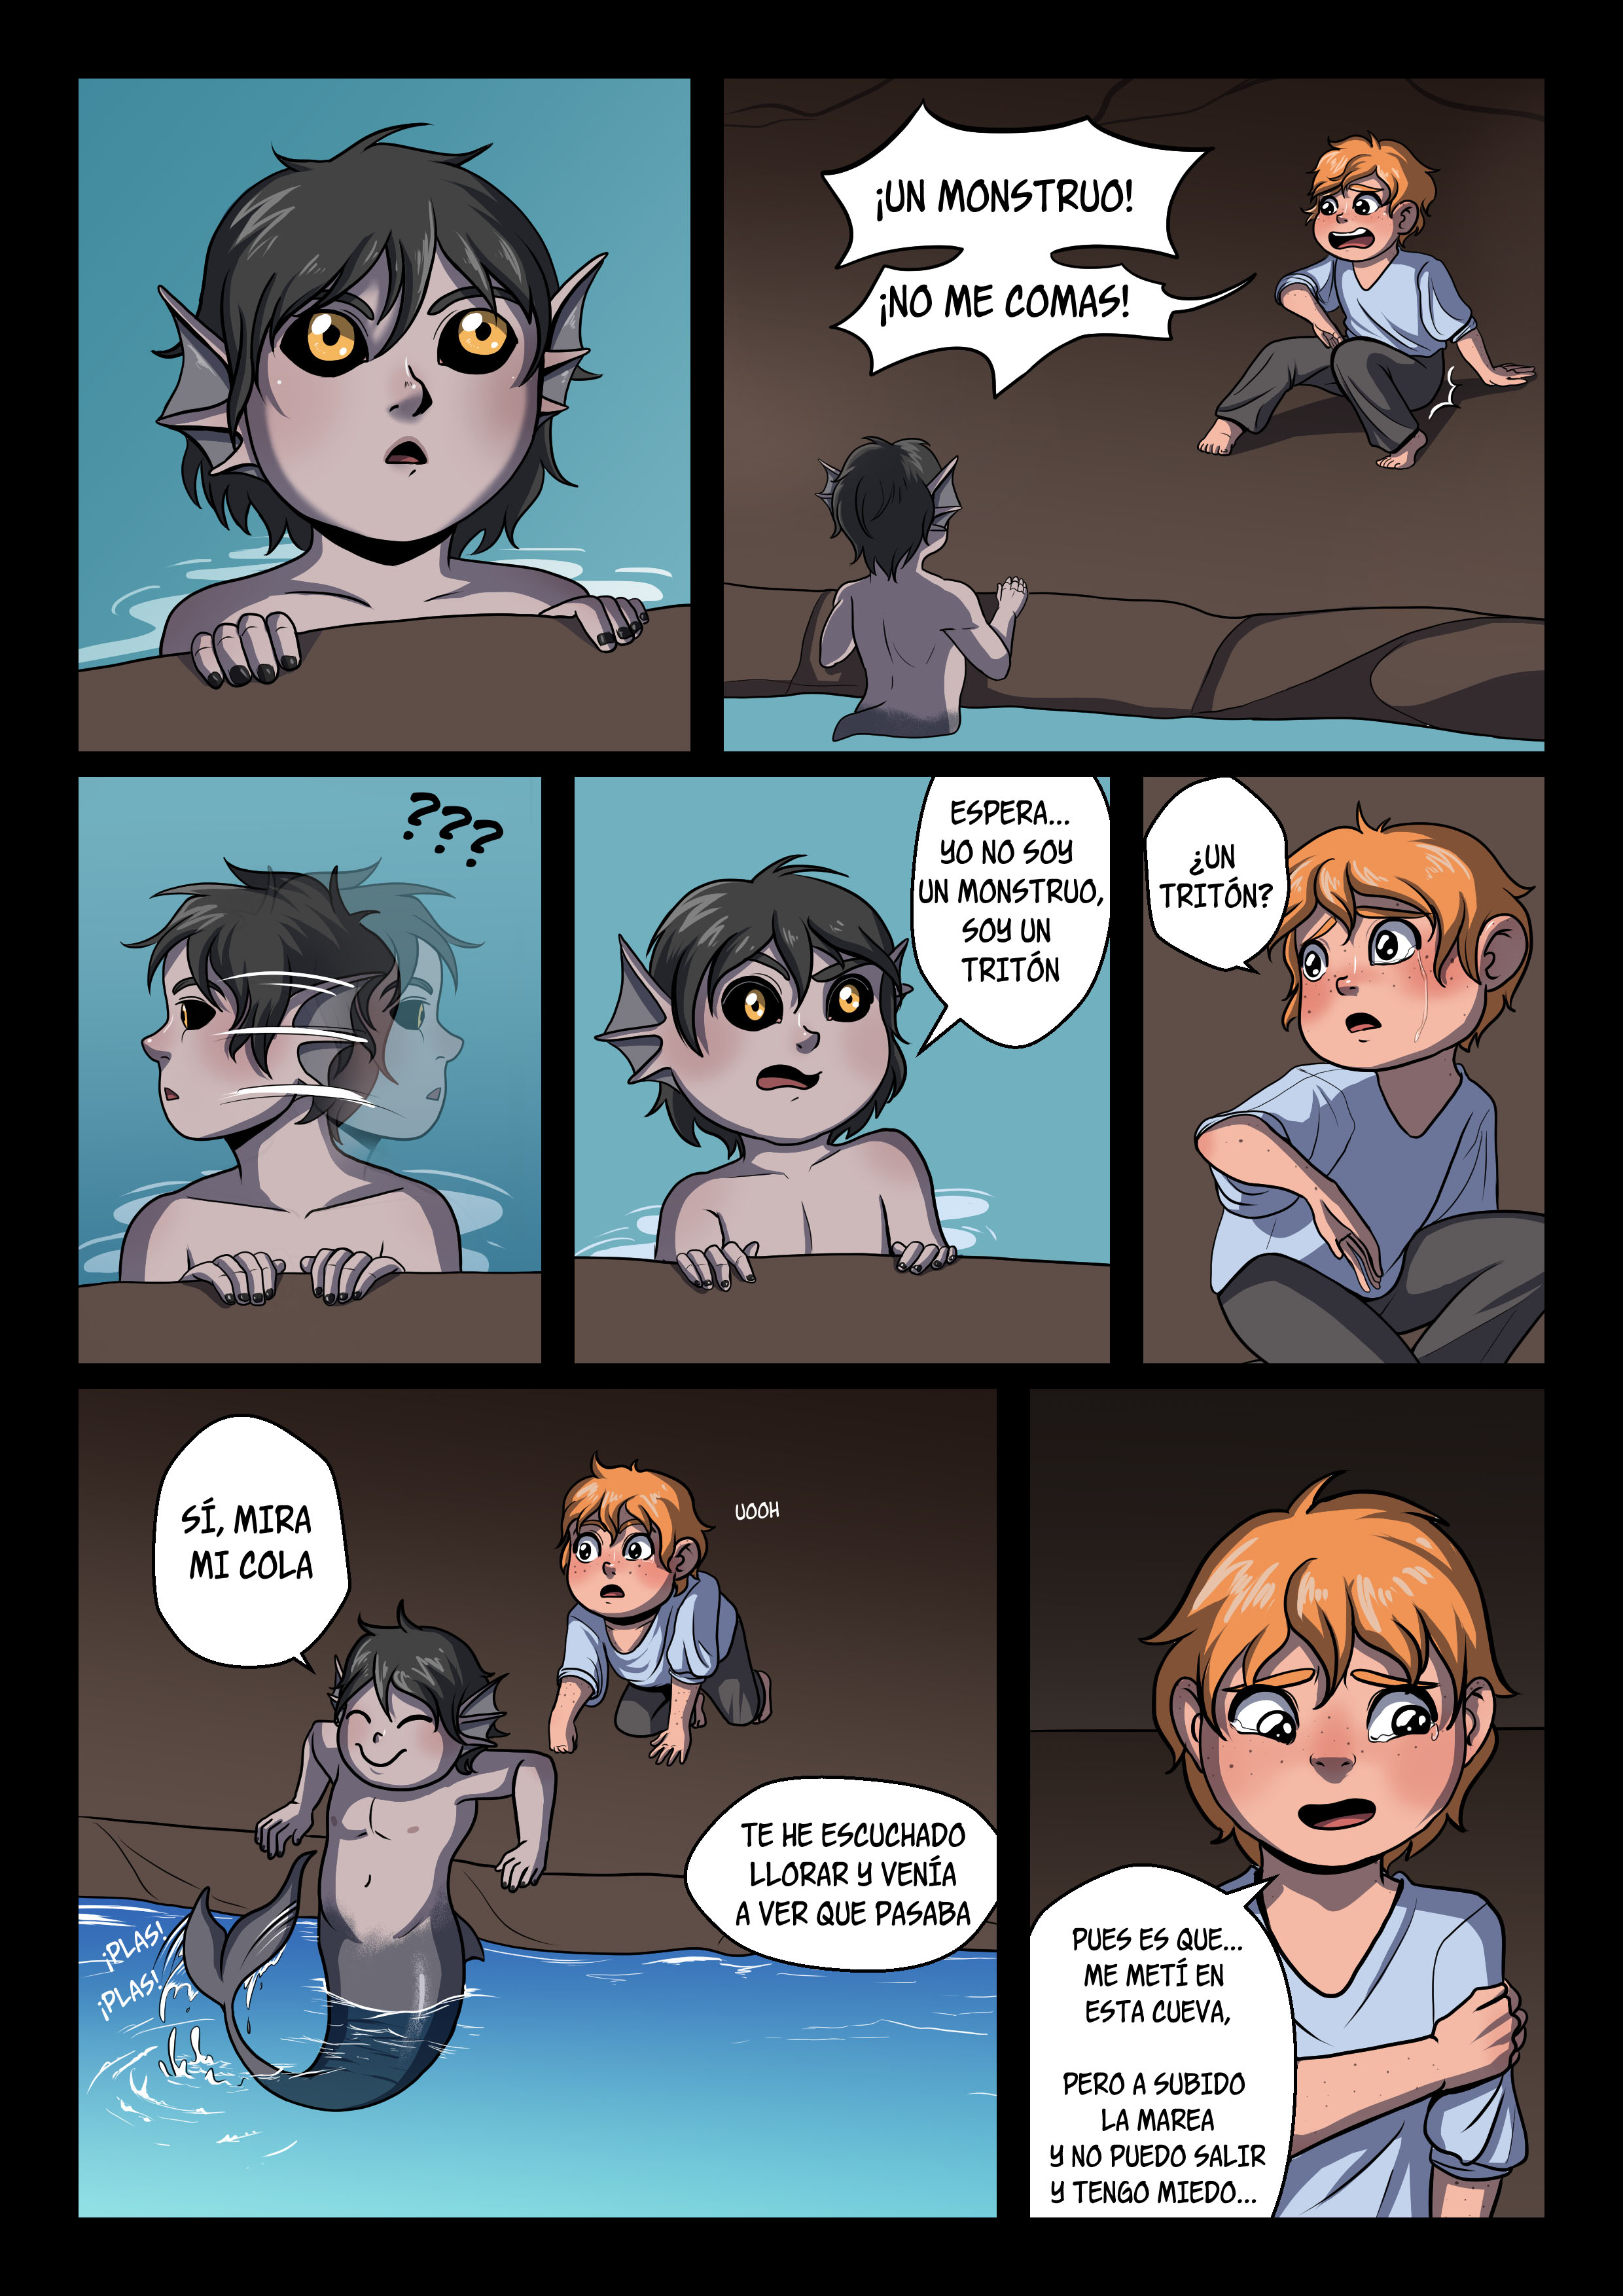 ¡UN MONSTRUO!
¡NO ME COMAS!
???
ESPERA...
YO NO SOY
UN MONSTRUO,
SOY UN
TRITÓN
¿UN
TRITÓN?
SÍ, MIRA
MI COLA
UOOH
TE HE ESCUCHADO
LLORAR Y VENÍA
A VER QUE PASABA
¡PLAS!
¡PLAS!
PUES ES QUE...
ME METÍ EN
ESTA CUEVA,
PERO A SUBIDO
LA MAREA
Y NO PUEDO SALIR
Y TENGO MIEDO...